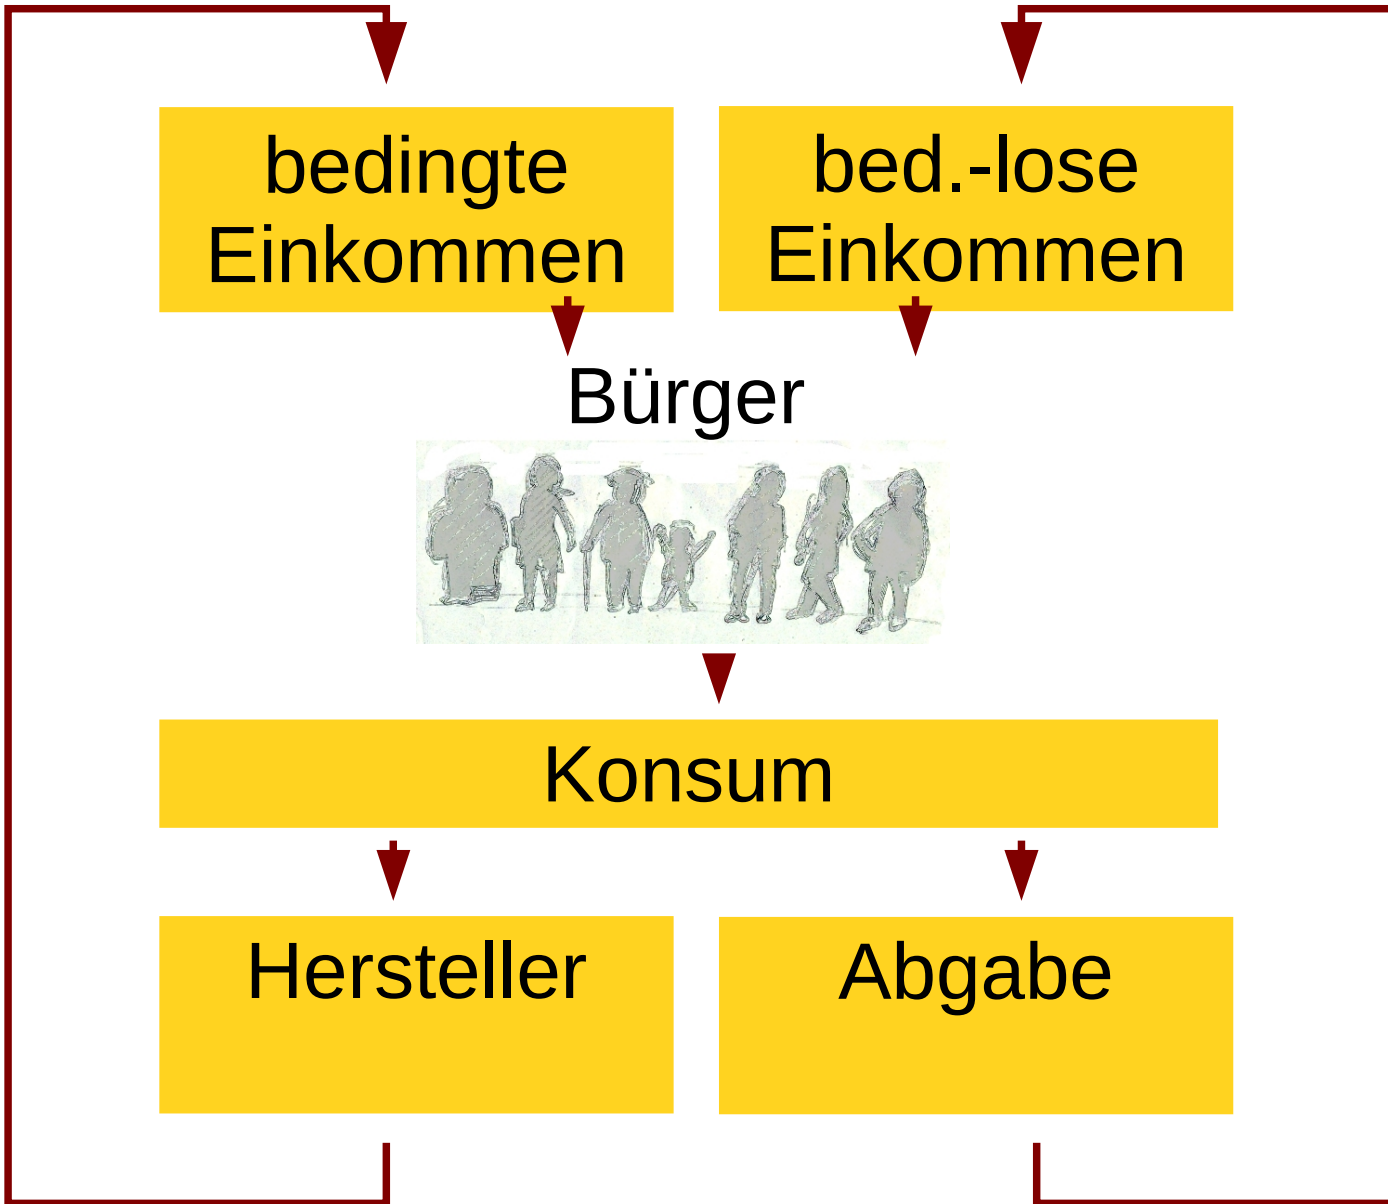 bedingte
Einkommen
bed.-lose
Einkommen
Bürger
Konsum
Hersteller
Abgabe